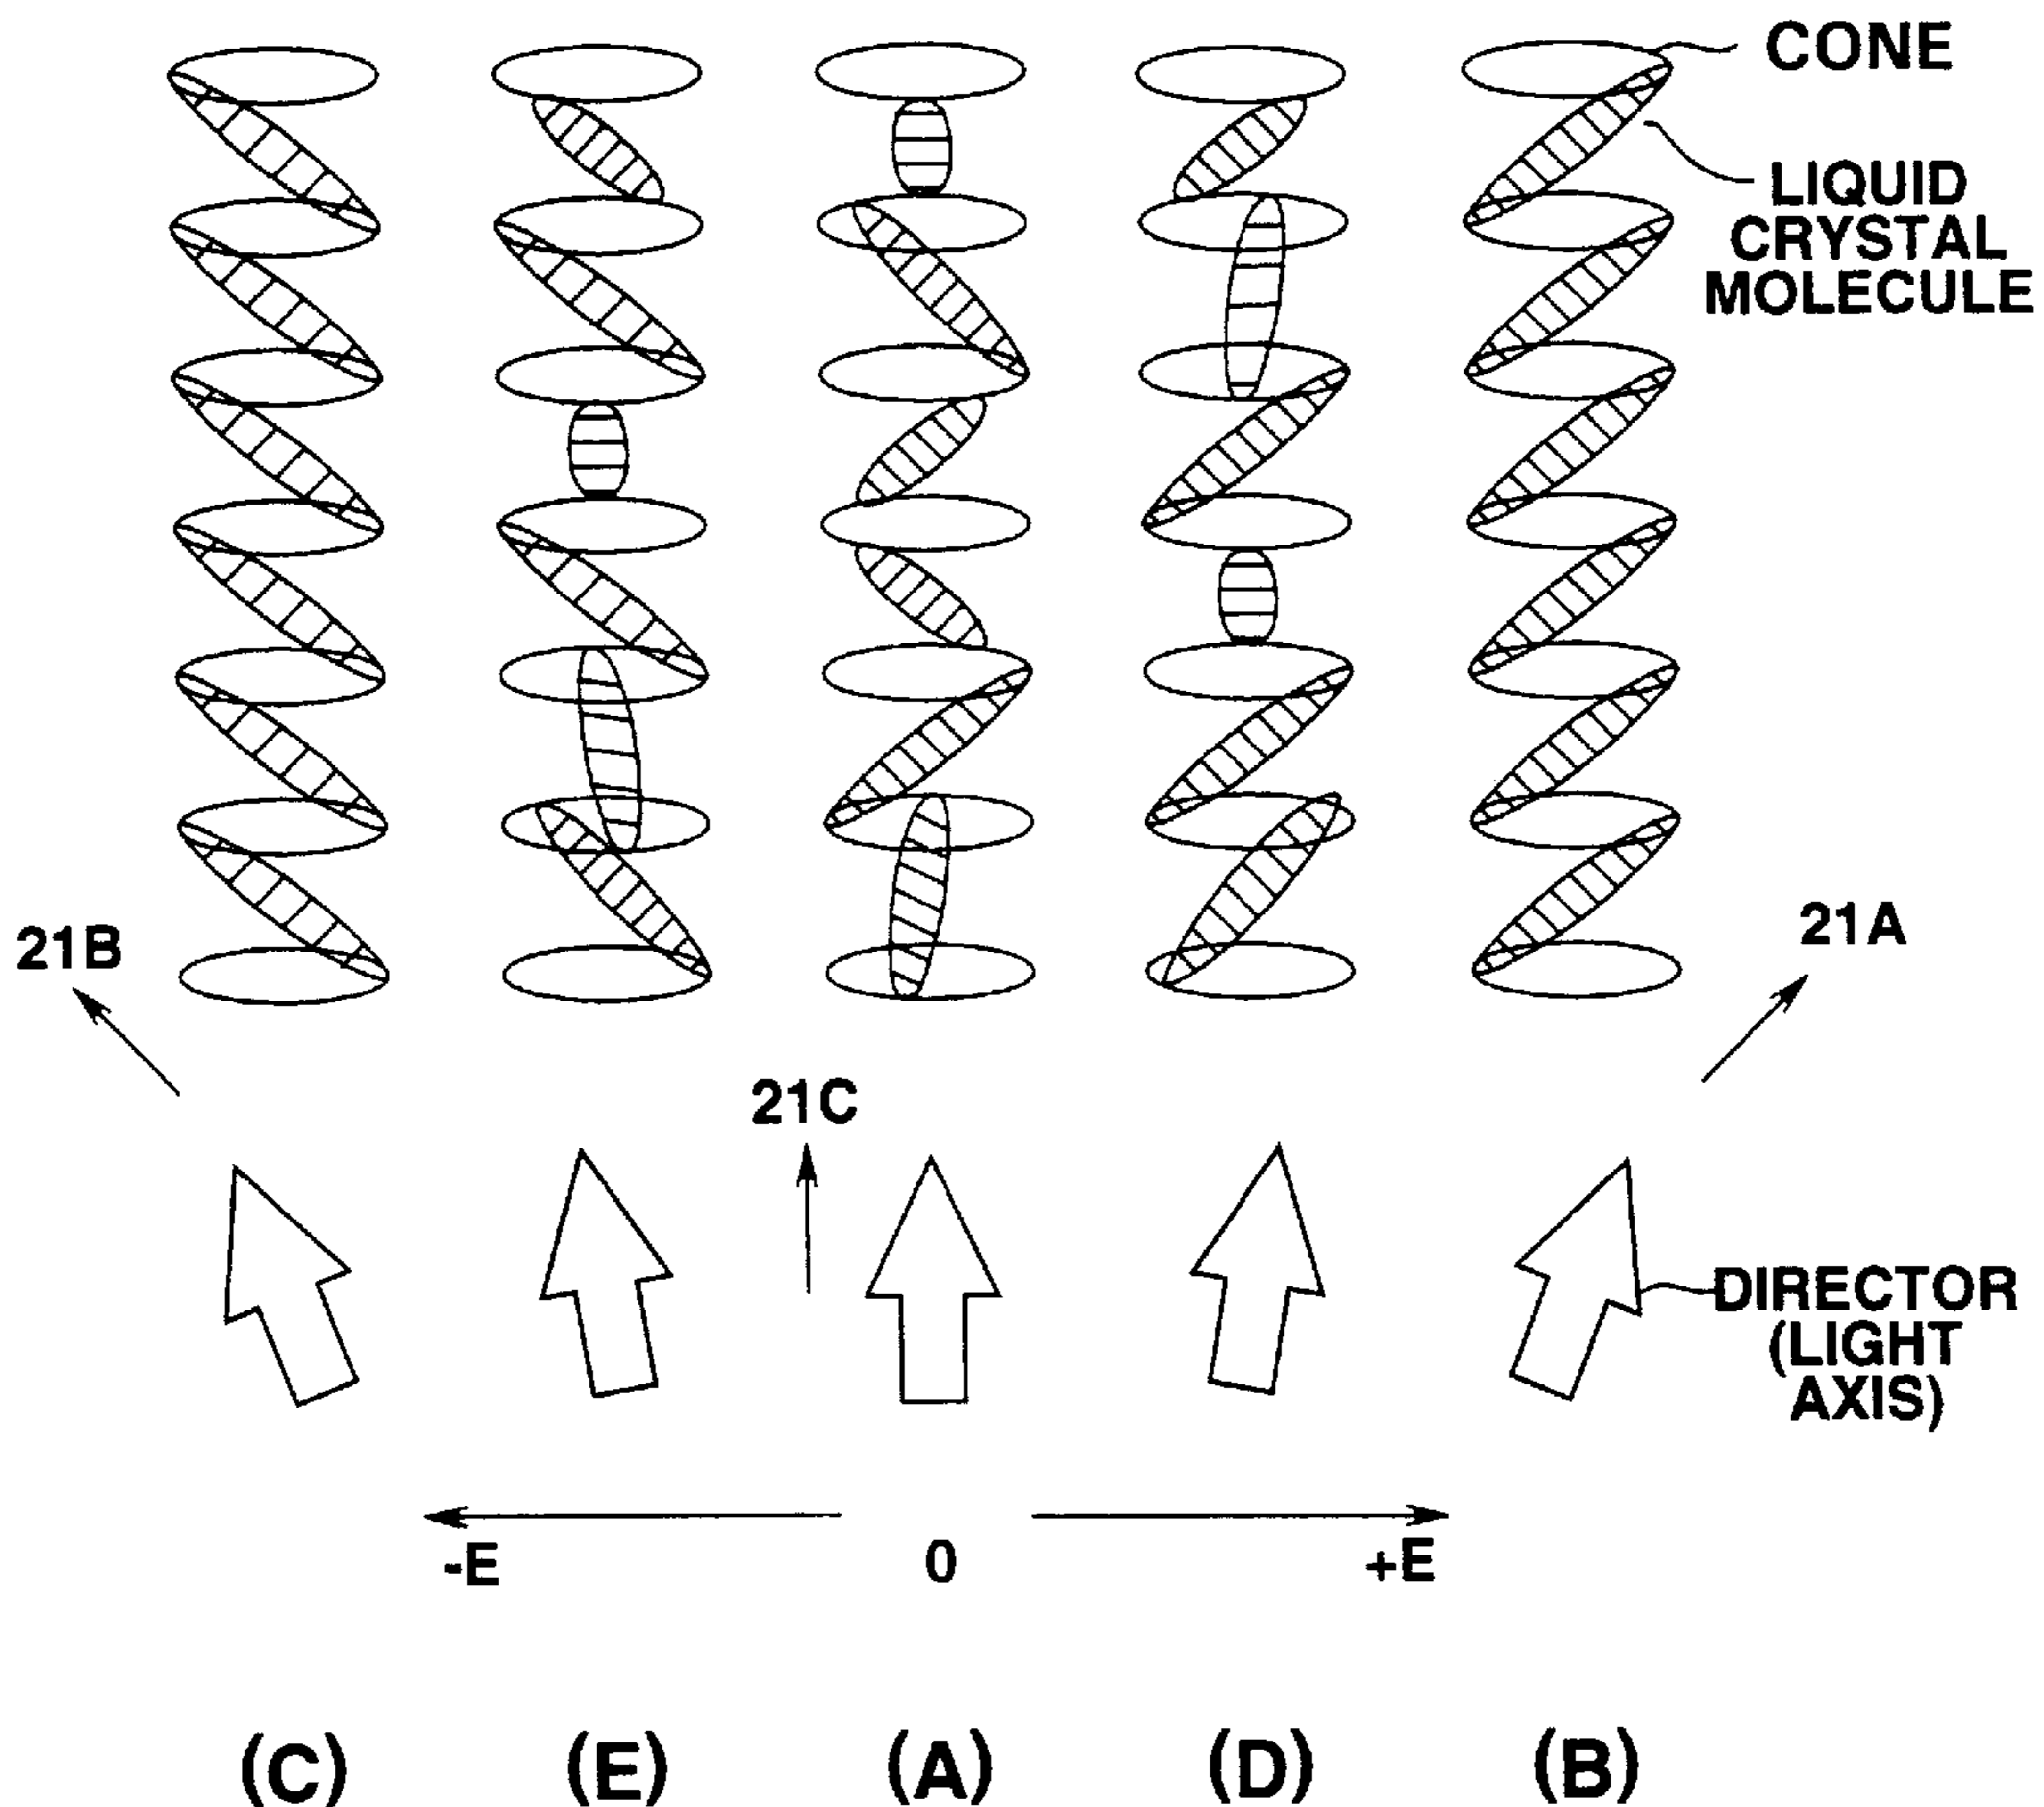 CONE
LIQUID
CRYSTAL
MOLECULE
21B
21A
21C
DIRECTOR
(LIGHT
AXIS)
-E
0
+E
(C)
(E)
(A)
(D)
(B)